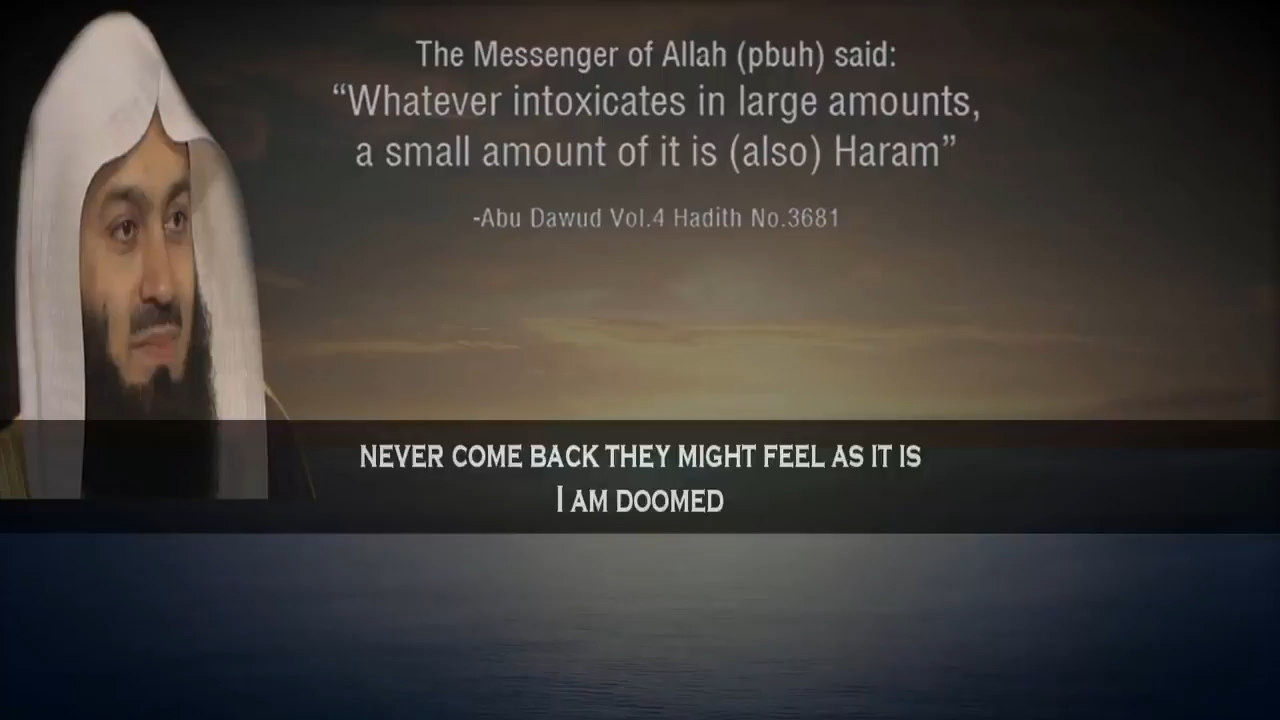 The Messenger of Allah (pbuh) said:
“Whatever intoxicates in large amounts,
a small amount of it is (also) Haram”
-Abu Dawud Vol.4 Hadith No.3681
NEVER COME BACK THEY MIGHT FEEL AS IT IS
I AM DOOMED